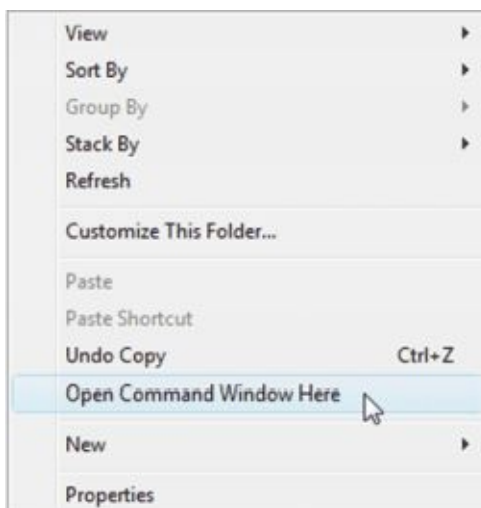 View
Sort By
Group By
Stack By
Refresh
Customize This Folder...
Paste
Paste Shortcut
Undo Copy Ctrl+Z
Open Command Window Here
New
Properties